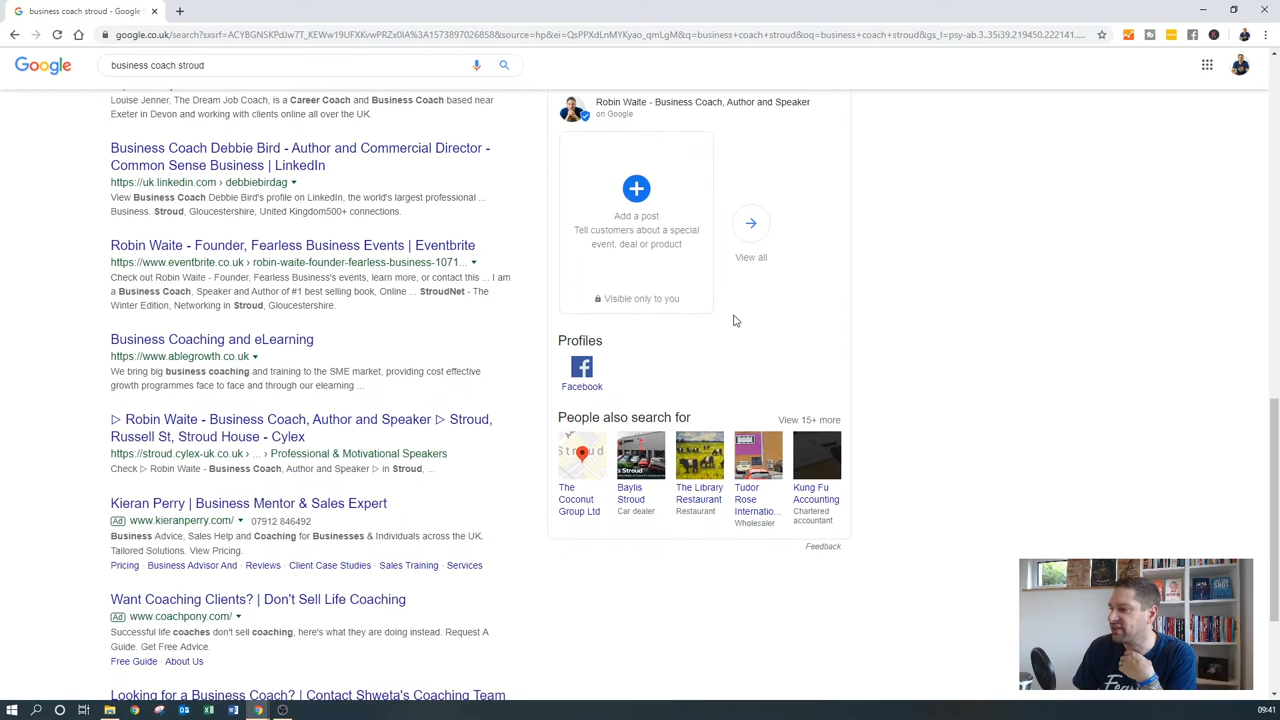 business coach stroud - Google S
google.co.uk/search?sxsrf=ACYBGNSKPdJw7T_KEWw19UFXKvwPRZx0IA%3A1573897026858&source=hp&ei=QsPPXdLnMYKyao_qmLgM&q=business+coach+stroud&oq=business+coach+stroud&gs_l=psy-ab.3..35i39.219450.222141.....
Google
business coach stroud
Louise Jenner, The Dream Job Coach, is a Career Coach and Business Coach based near
Exeter in Devon and working with clients online all over the UK.
Business Coach Debbie Bird - Author and Commercial Director -
Common Sense Business | LinkedIn
https://uk.linkedin.com › debbiebirdag
View Business Coach Debbie Bird's profile on LinkedIn, the world's largest professional ...
Business. Stroud, Gloucestershire, United Kingdom500+ connections.
Robin Waite - Founder, Fearless Business Events | Eventbrite
https://www.eventbrite.co.uk › robin-waite-founder-fearless-business-1071...
Check out Robin Waite - Founder, Fearless Business's events, learn more, or contact this ... I am
a Business Coach, Speaker and Author of #1 best selling book, Online ... StroudNet - The
Winter Edition, Networking in Stroud, Gloucestershire.
Business Coaching and eLearning
https://www.ablegrowth.co.uk
We bring big business coaching and training to the SME market, providing cost effective
growth programmes face to face and through our elearning ...
▷ Robin Waite - Business Coach, Author and Speaker ▷ Stroud,
Russell St, Stroud House - Cylex
https://stroud.cylex-uk.co.uk › ... › Professional & Motivational Speakers
Check ▷ Robin Waite - Business Coach, Author and Speaker ▷ in Stroud, ...
Kieran Perry | Business Mentor & Sales Expert
Ad www.kieranperry.com/ 07912 846492
Business Advice, Sales Help and Coaching for Businesses & Individuals across the UK.
Tailored Solutions. View Pricing.
Pricing · Business Advisor And · Reviews · Client Case Studies · Sales Training · Services
Want Coaching Clients? | Don't Sell Life Coaching
Ad www.coachpony.com/
Successful life coaches don't sell coaching, here's what they are doing instead. Request A
Guide. Get Free Advice.
Free Guide · About Us
Looking for a Business Coach? | Contact Shweta's Coaching Team
Robin Waite - Business Coach, Author and Speaker
on Google
Add a post
Tell customers about a special
event, deal or product
Visible only to you
View all
Profiles
Facebook
People also search for
View 15+ more
The
Coconut
Group Ltd
Baylis
Stroud
Car dealer
The Library
Restaurant
Restaurant
Tudor
Rose
Internatio...
Wholesaler
Kung Fu
Accounting
Chartered
accountant
Feedback
09:41